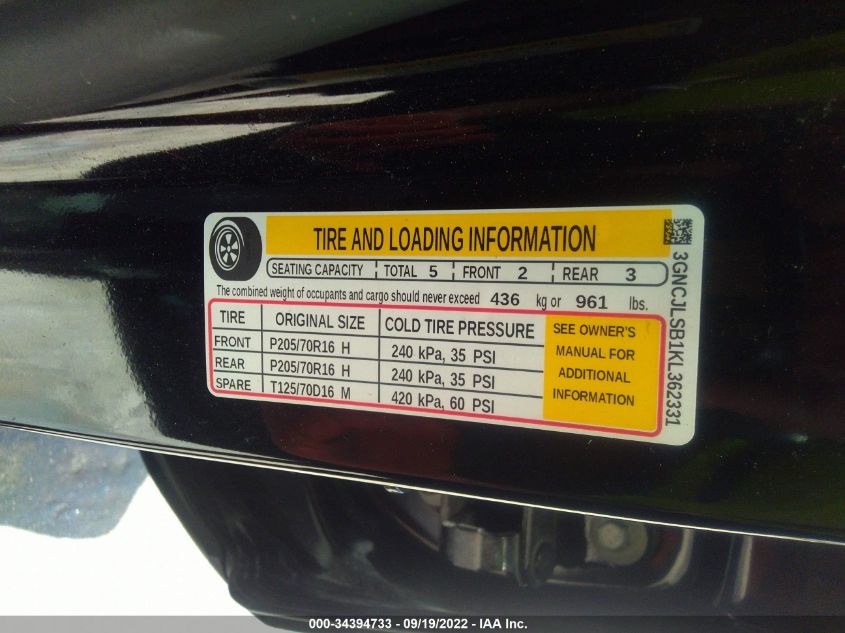 TIRE AND LOADING INFORMATION
SEATING CAPACITY TOTAL 5 FRONT 2 REAR 3
The combined weight of occupants and cargo should never exceed 436 kg or 961 lbs.
TIRE ORIGINAL SIZE COLD TIRE PRESSURE
FRONT P205/70R16 H 240 kPa, 35 PSI
REAR P205/70R16 H 240 kPa, 35 PSI
SPARE T125/70D16 M 420 kPa, 60 PSI
SEE OWNER'S
MANUAL FOR
ADDITIONAL
INFORMATION
3GNCJLSB1KL362331
000-34394733 - 09/19/2022 - IAA Inc.